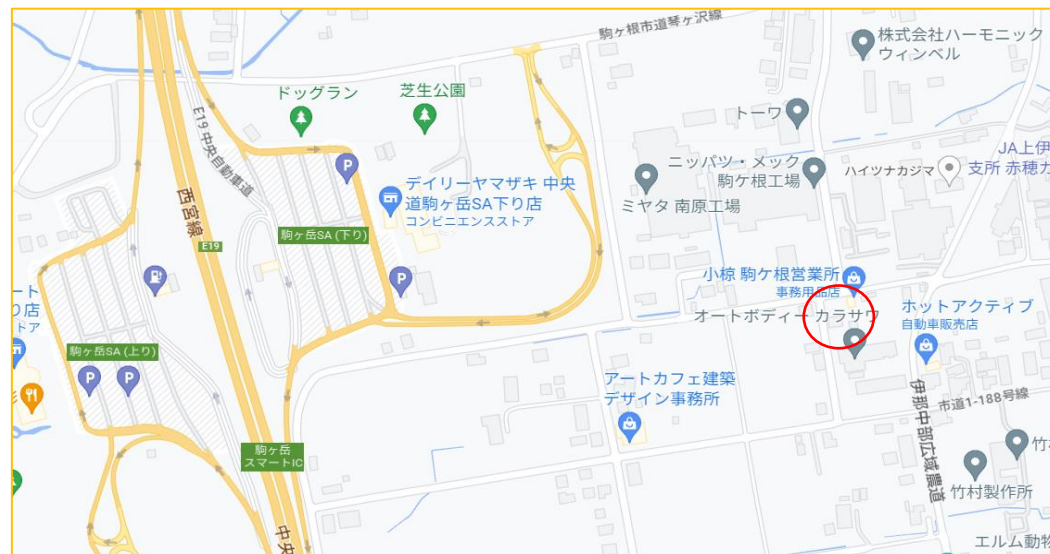 駒ヶ根市道琴ヶ沢線
株式会社ハーモニック
ウィンベル
ドッグラン
芝生公園
E19 中央自動車道
トーワ
JA上伊
支所 赤穂カ
ニッパツ・メック
駒ケ根工場
ハイツナカジマ
ミヤタ 南原工場
P
デイリーヤマザキ 中央
道駒ヶ岳SA下り店
コンビニエンスストア
西宮線
E19
駒ヶ岳SA (下り)
P
小椋 駒ケ根営業所
事務用品店
ート
り店
トア
オートボディー カラサワ
ホットアクティブ
自動車販売店
駒ヶ岳SA (上り)
P
P
アートカフェ建築
デザイン事務所
市道1-188号線
伊那中部広域農道
駒ヶ岳
スマートIC
竹村製作所
中央
エルム動物